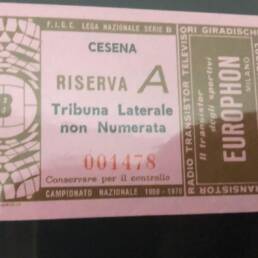 F.I.G.C. LEGA NAZIONALE SERIE B
CESENA
RISERVA A
Tribuna Laterale
non Numerata
001478
Conservare per il controllo
CAMPIONATO NAZIONALE 1969-1970
RADIO TRANSISTOR TELEVISORI GIRADISCHI
Il transistor
degli sportivi
EUROPHON
MILANO
TRANSISTOR